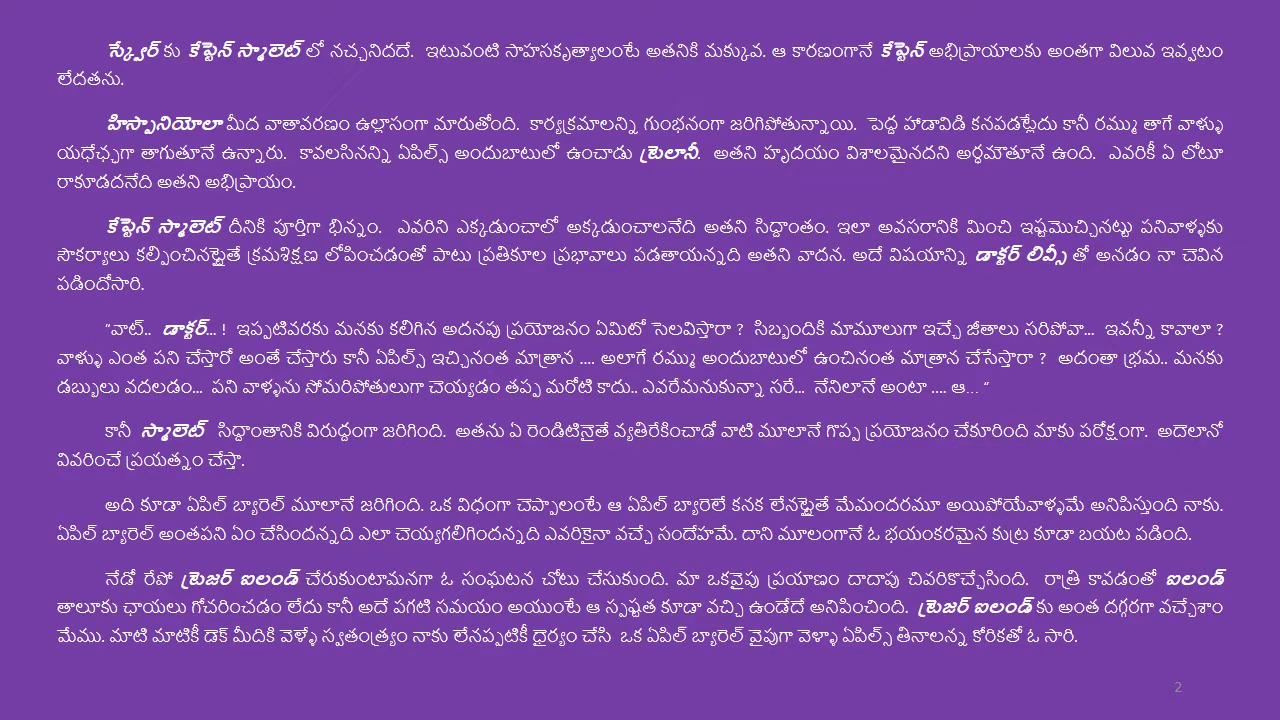 స్క్వేర్ కు కేప్టెన్ స్మాలెట్ లో నచ్చనిదదే. ఇటువంటి సాహసకృత్యాలంటే అతనికి మక్కువ. ఆ కారణంగానే కేప్టెన్ అభిప్రాయాలకు అంతగా విలువ ఇవ్వటం
లేదతను.
హిస్పానియోలా మీద వాతావరణం ఉల్లాసంగా మారుతోంది. కార్యక్రమాలన్ని గుంభనంగా జరిగిపోతున్నాయి. పెద్ద హాడావిడి కనపడట్లేదు కానీ రమ్ము తాగే వాళ్ళు
యధేఛ్ఛగా తాగుతూనే ఉన్నారు. కావలసినన్ని ఏపిల్స్ అందుబాటులో ఉంచాడు ట్రెలానీ. అతని హృదయం విశాలమైనదని అర్ధమౌతూనే ఉంది. ఎవరికీ ఏ లోటూ
రాకూడదనేది అతని అభిప్రాయం.
కేప్టెన్ స్మాలెట్ దీనికి పూర్తిగా భిన్నం. ఎవరిని ఎక్కడుంచాలో అక్కడుంచాలనేది అతని సిద్ధాంతం. ఇలా అవసరానికి మించి ఇష్టమొచ్చినట్టు పనివాళ్ళకు
సౌకర్యాలు కల్పించినట్లైతే క్రమశిక్షణ లోపించడంతో పాటు ప్రతికూల ప్రభావాలు పడతాయన్నది అతని వాదన. అదే విషయాన్ని డాక్టర్ లివ్సీ తో అనడం నా చెవిన
పడిందోసారి.
“వాట్.. డాక్టర్... ! ఇప్పటివరకు మనకు కలిగిన అదనపు ప్రయోజనం ఏమిటో సెలవిస్తారా ? సిబ్బందికి మామూలుగా ఇచ్చే జీతాలు సరిపోవా... ఇవన్నీ కావాలా ?
వాళ్ళు ఎంత పని చేస్తారో అంతే చేస్తారు కానీ ఏపిల్స్ ఇచ్చినంత మాత్రాన .... అలాగే రమ్ము అందుబాటులో ఉంచినంత మాత్రాన చేసేస్తారా ? అదంతా భ్రమ.. మనకు
డబ్బులు వదలడం... పని వాళ్ళను సోమరిపోతులుగా చెయ్యడం తప్ప మరోటి కాదు.. ఎవరేమనుకున్నా సరే... నేనిలానే అంటా .... ఆ... “
కానీ స్మాలెట్ సిద్ధాంతానికి విరుద్ధంగా జరిగింది. అతను ఏ రెండిటినైతే వ్యతిరేకించాడో వాటి మూలానే గొప్ప ప్రయోజనం చేకూరింది మాకు పరోక్షంగా. అదెలానో
వివరించే ప్రయత్నం చేస్తా.
అది కూడా ఏపిల్ బ్యారెల్ మూలానే జరిగింది. ఒక విధంగా చెప్పాలంటే ఆ ఏపిల్ బ్యారెలే కనక లేనట్లైతే మేమందరమూ అయిపోయేవాళ్ళమే అనిపిస్తుంది నాకు.
ఏపిల్ బ్యారెల్ అంతపని ఏం చేసిందన్నది ఎలా చెయ్యగలిగిందన్నది ఎవరికైనా వచ్చే సందేహమే. దాని మూలంగానే ఓ భయంకరమైన కుట్ర కూడా బయట పడింది.
నేడో రేపో ట్రెజర్ ఐలండ్ చేరుకుంటామనగా ఓ సంఘటన చోటు చేసుకుంది. మా ఒకవైపు ప్రయాణం దాదాపు చివరికొచ్చేసింది. రాత్రి కావడంతో ఐలండ్
తాలూకు ఛాయలు గోచరించడం లేదు కానీ అదే పగటి సమయం అయుంటే ఆ స్పష్టత కూడా వచ్చి ఉండేదే అనిపించింది. ట్రెజర్ ఐలండ్ కు అంత దగ్గరగా వచ్చేశాం
మేము. మాటి మాటికీ డెక్ మీదికి వెళ్ళే స్వతంత్ర్యం నాకు లేనప్పటికీ ధైర్యం చేసి ఒక ఏపిల్ బ్యారెల్ వైపుగా వెళ్ళా ఏపిల్స్ తినాలన్న కోరికతో ఓ సారి.
2